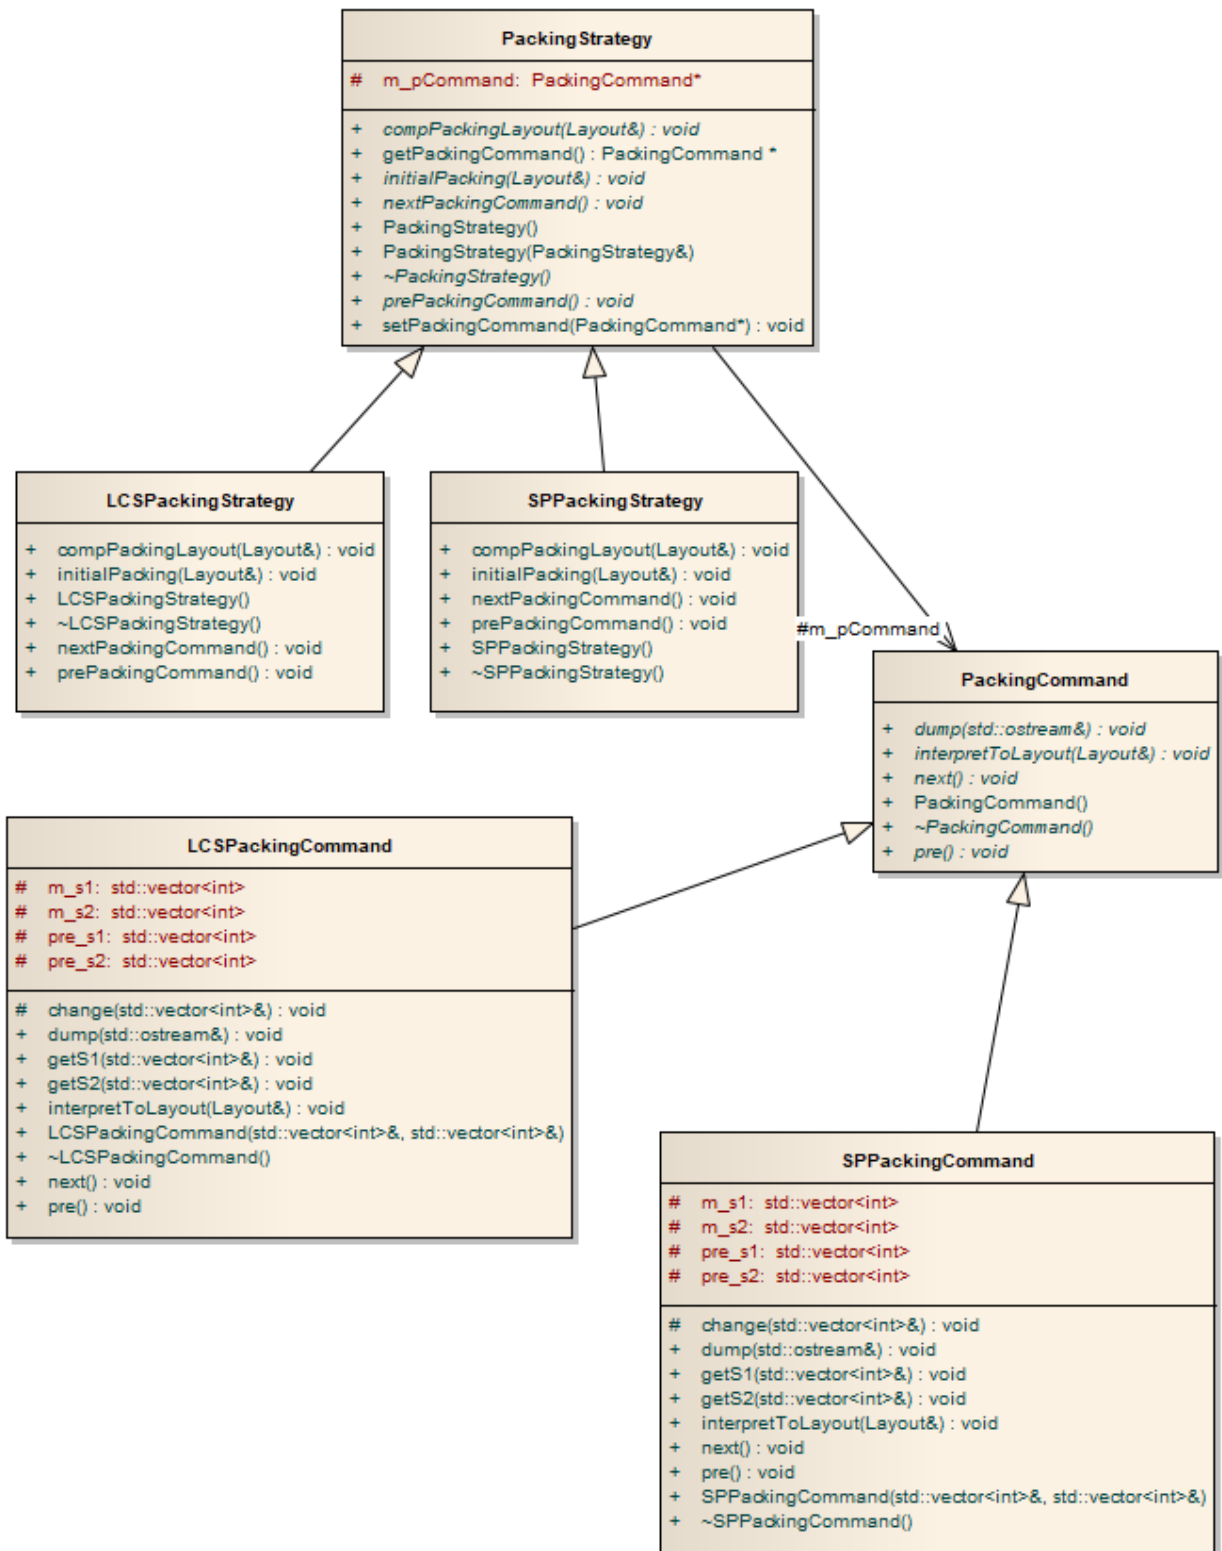 PackingStrategy
# m_pCommand: PackingCommand*
+ compPackingLayout(Layout&) : void
+ getPackingCommand() : PackingCommand *
+ initialPacking(Layout&) : void
+ nextPackingCommand() : void
+ PackingStrategy()
+ PackingStrategy(PackingStrategy&)
+ ~PackingStrategy()
+ prePackingCommand() : void
+ setPackingCommand(PackingCommand*) : void
LCSPackingStrategy
+ compPackingLayout(Layout&) : void
+ initialPacking(Layout&) : void
+ LCSPackingStrategy()
+ ~LCSPackingStrategy()
+ nextPackingCommand() : void
+ prePackingCommand() : void
SPPackingStrategy
+ compPackingLayout(Layout&) : void
+ initialPacking(Layout&) : void
+ nextPackingCommand() : void
+ prePackingCommand() : void
+ SPPackingStrategy()
+ ~SPPackingStrategy()
#m_pCommand
PackingCommand
+ dump(std::ostream&) : void
+ interpretToLayout(Layout&) : void
+ next() : void
+ PackingCommand()
+ ~PackingCommand()
+ pre() : void
LCSPackingCommand
# m_s1: std::vector<int>
# m_s2: std::vector<int>
# pre_s1: std::vector<int>
# pre_s2: std::vector<int>
# change(std::vector<int>&) : void
+ dump(std::ostream&) : void
+ getS1(std::vector<int>&) : void
+ getS2(std::vector<int>&) : void
+ interpretToLayout(Layout&) : void
+ LCSPackingCommand(std::vector<int>&, std::vector<int>&)
+ ~LCSPackingCommand()
+ next() : void
+ pre() : void
SPPackingCommand
# m_s1: std::vector<int>
# m_s2: std::vector<int>
# pre_s1: std::vector<int>
# pre_s2: std::vector<int>
# change(std::vector<int>&) : void
+ dump(std::ostream&) : void
+ getS1(std::vector<int>&) : void
+ getS2(std::vector<int>&) : void
+ interpretToLayout(Layout&) : void
+ next() : void
+ pre() : void
+ SPPackingCommand(std::vector<int>&, std::vector<int>&)
+ ~SPPackingCommand()